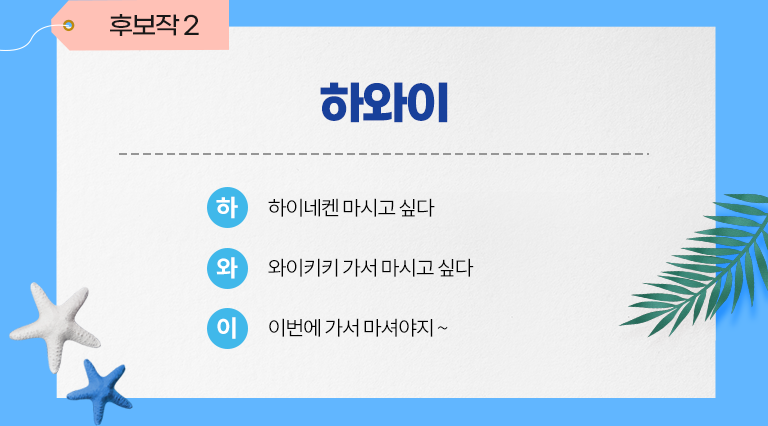 후보작 2
하와이
하 하이네켄 마시고 싶다
와 와이키키 가서 마시고 싶다
이 이번에 가서 마셔야지 ~